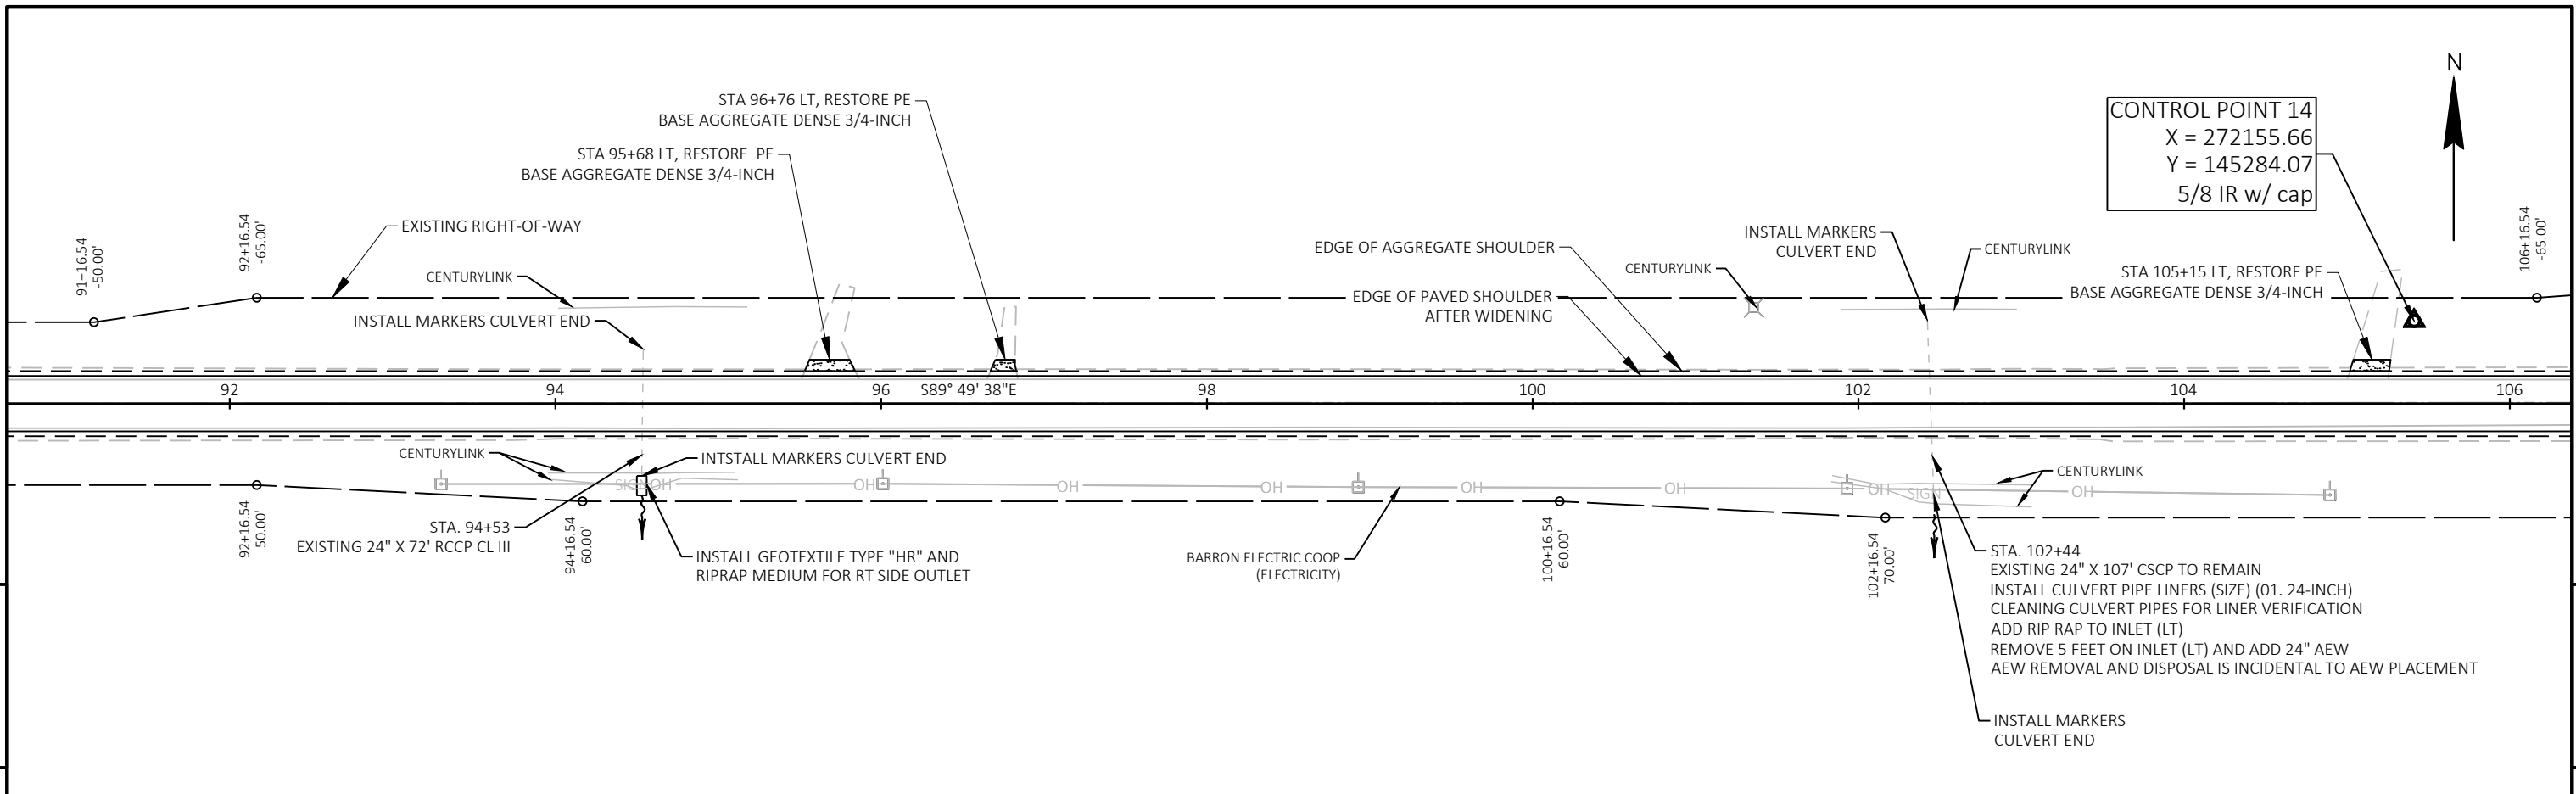 N
STA 96+76 LT, RESTORE PE
BASE AGGREGATE DENSE 3/4-INCH
STA 95+68 LT, RESTORE  PE
BASE AGGREGATE DENSE 3/4-INCH
CONTROL POINT 14
X = 272155.66
Y = 145284.07
5/8 IR w/ cap
91+16.54
-50.00'
92+16.54
-65.00'
EXISTING RIGHT-OF-WAY
CENTURYLINK
INSTALL MARKERS CULVERT END
EDGE OF AGGREGATE SHOULDER
EDGE OF PAVED SHOULDER
AFTER WIDENING
CENTURYLINK
INSTALL MARKERS
CULVERT END
CENTURYLINK
STA 105+15 LT, RESTORE PE
BASE AGGREGATE DENSE 3/4-INCH
106+16.54
-65.00'
92
94
96
S89° 49' 38"E
98
100
102
104
106
CENTURYLINK
INTSTALL MARKERS CULVERT END
SIGN
OH
OH
OH
OH
OH
OH
OH
SIGN
OH
CENTURYLINK
92+16.54
50.00'
STA. 94+53
EXISTING 24" X 72' RCCP CL III
94+16.54
60.00'
INSTALL GEOTEXTILE TYPE "HR" AND
RIPRAP MEDIUM FOR RT SIDE OUTLET
BARRON ELECTRIC COOP
(ELECTRICITY)
100+16.54
60.00'
102+16.54
70.00'
STA. 102+44
EXISTING 24" X 107' CSCP TO REMAIN
INSTALL CULVERT PIPE LINERS (SIZE) (01. 24-INCH)
CLEANING CULVERT PIPES FOR LINER VERIFICATION
ADD RIP RAP TO INLET (LT)
REMOVE 5 FEET ON INLET (LT) AND ADD 24" AEW
AEW REMOVAL AND DISPOSAL IS INCIDENTAL TO AEW PLACEMENT
INSTALL MARKERS
CULVERT END